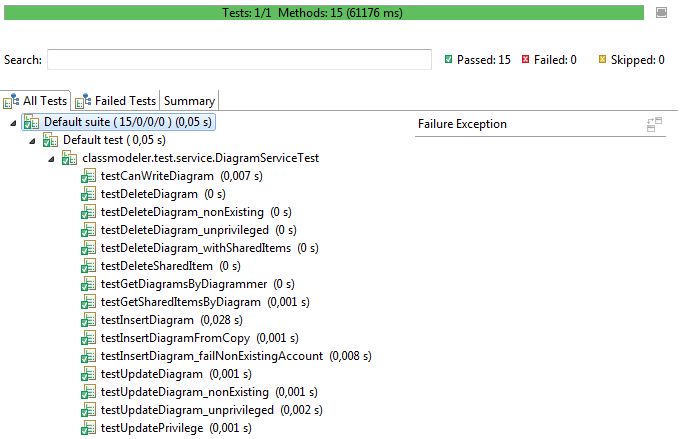 Tests: 1/1 Methods: 15 (61176 ms)
Search: Passed: 15 Failed: 0 Skipped: 0
All Tests Failed Tests Summary
Default suite ( 15/0/0/0 ) (0,05 s) Failure Exception
Default test ( 0,05 s)
classmodeler.test.service.DiagramServiceTest
testCanWriteDiagram (0,007 s)
testDeleteDiagram (0 s)
testDeleteDiagram_nonExisting (0 s)
testDeleteDiagram_unprivileged (0 s)
testDeleteDiagram_withSharedItems (0 s)
testDeleteSharedItem (0 s)
testGetDiagramsByDiagrammer (0 s)
testGetSharedItemsByDiagram (0,001 s)
testInsertDiagram (0,028 s)
testInsertDiagramFromCopy (0,001 s)
testInsertDiagram_failNonExistingAccount (0,008 s)
testUpdateDiagram (0,001 s)
testUpdateDiagram_nonExisting (0,001 s)
testUpdateDiagram_unprivileged (0,002 s)
testUpdatePrivilege (0,001 s)